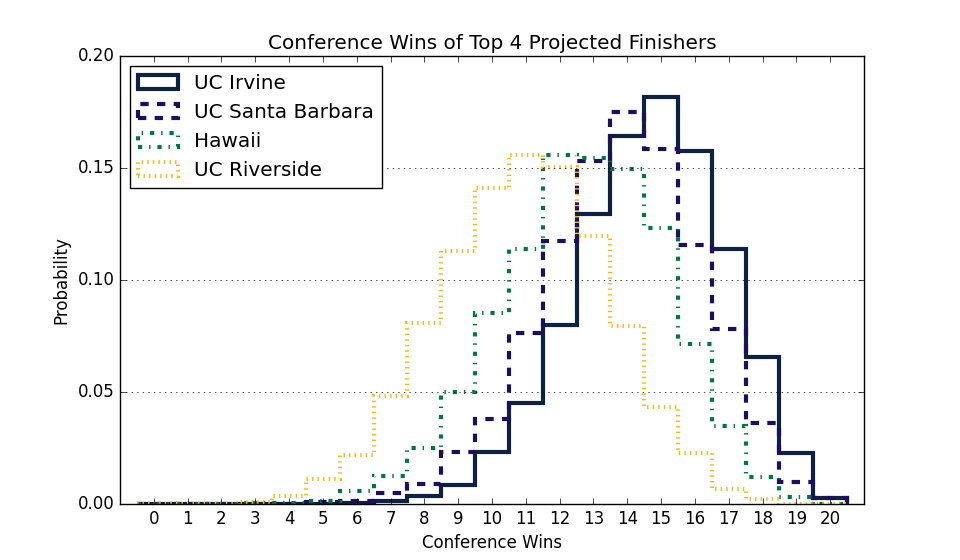 Conference Wins of Top 4 Projected Finishers
0.20
UC Irvine
UC Santa Barbara
Hawaii
UC Riverside
0.15
0.10
0.05
0.00
Probability
0 1 2 3 4 5 6 7 8 9 10 11 12 13 14 15 16 17 18 19 20
Conference Wins